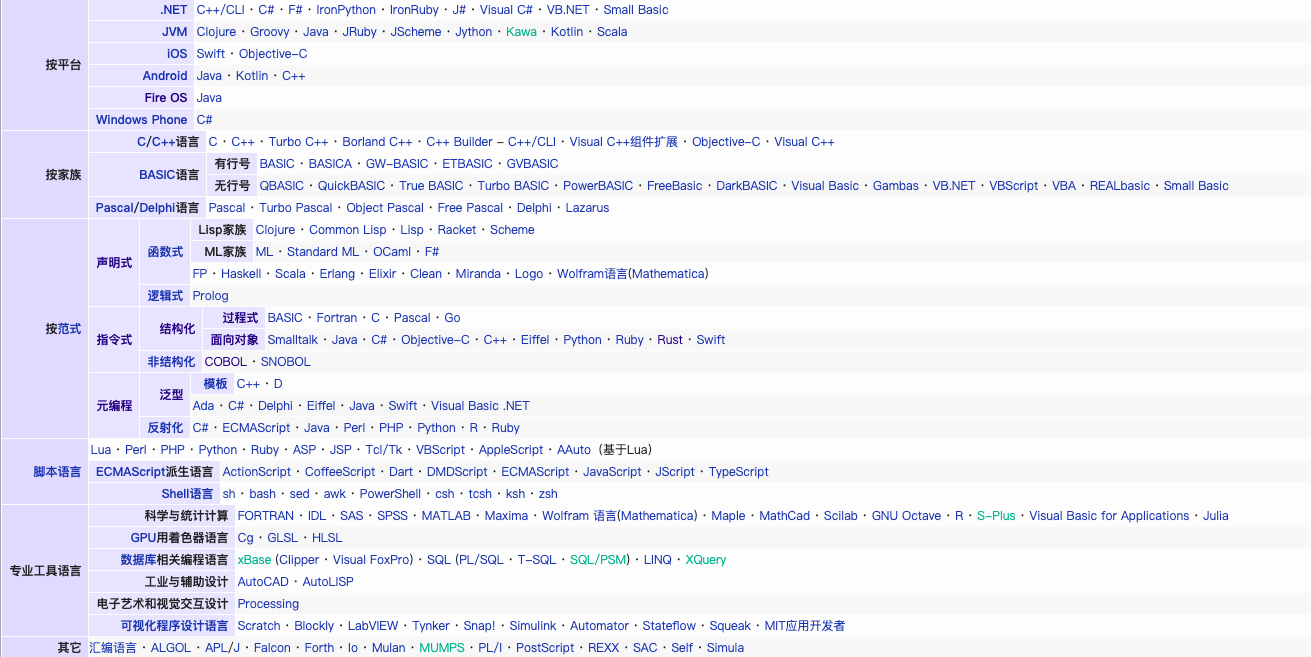 .NET C++/CLI · C# · F# · IronPython · IronRuby · J# · Visual C# · VB.NET · Small Basic
JVM Clojure · Groovy · Java · JRuby · JScheme · Jython · Kawa · Kotlin · Scala
iOS Swift · Objective-C
按平台
Android Java · Kotlin · C++
Fire OS Java
Windows Phone C#
C/C++语言 C · C++ · Turbo C++ · Borland C++ · C++ Builder – C++/CLI · Visual C++组件扩展 · Objective-C · Visual C++
有行号 BASIC · BASICA · GW-BASIC · ETBASIC · GVBASIC
按家族 BASIC语言
无行号 QBASIC · QuickBASIC · True BASIC · Turbo BASIC · PowerBASIC · FreeBasic · DarkBASIC · Visual Basic · Gambas · VB.NET · VBScript · VBA · REALbasic · Small Basic
Pascal/Delphi语言 Pascal · Turbo Pascal · Object Pascal · Free Pascal · Delphi · Lazarus
Lisp家族 Clojure · Common Lisp · Lisp · Racket · Scheme
声明式 函数式 ML家族 ML · Standard ML · OCaml · F#
FP · Haskell · Scala · Erlang · Elixir · Clean · Miranda · Logo · Wolfram语言(Mathematica)
逻辑式 Prolog
按范式 结构化 过程式 BASIC · Fortran · C · Pascal · Go
指令式 面向对象 Smalltalk · Java · C# · Objective-C · C++ · Eiffel · Python · Ruby · Rust · Swift
非结构化 COBOL · SNOBOL
泛型 模板 C++ · D
元编程 Ada · C# · Delphi · Eiffel · Java · Swift · Visual Basic .NET
反射化 C# · ECMAScript · Java · Perl · PHP · Python · R · Ruby
Lua · Perl · PHP · Python · Ruby · ASP · JSP · Tcl/Tk · VBScript · AppleScript · AAuto（基于Lua）
脚本语言 ECMAScript派生语言 ActionScript · CoffeeScript · Dart · DMDScript · ECMAScript · JavaScript · JScript · TypeScript
Shell语言 sh · bash · sed · awk · PowerShell · csh · tcsh · ksh · zsh
科学与统计计算 FORTRAN · IDL · SAS · SPSS · MATLAB · Maxima · Wolfram 语言(Mathematica) · Maple · MathCad · Scilab · GNU Octave · R · S-Plus · Visual Basic for Applications · Julia
GPU用着色器语言 Cg · GLSL · HLSL
数据库相关编程语言 xBase (Clipper · Visual FoxPro) · SQL (PL/SQL · T-SQL · SQL/PSM) · LINQ · XQuery
专业工具语言
工业与辅助设计 AutoCAD · AutoLISP
电子艺术和视觉交互设计 Processing
可视化程序设计语言 Scratch · Blockly · LabVIEW · Tynker · Snap! · Simulink · Automator · Stateflow · Squeak · MIT应用开发者
其它 汇编语言 · ALGOL · APL/J · Falcon · Forth · Io · Mulan · MUMPS · PL/I · PostScript · REXX · SAC · Self · Simula